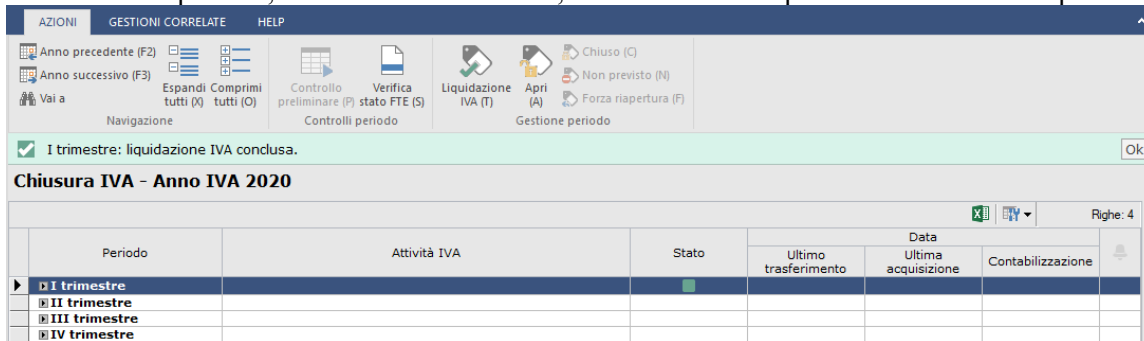 AZIONI GESTIONI CORRELATE HELP
Anno precedente (F2)
Anno successivo (F3)
Vai a
Espandi tutti (X)
Comprimi tutti (O)
Navigazione
Controllo preliminare (P)
Verifica stato FTE (S)
Controlli periodo
Liquidazione IVA (T)
Apri (A)
Chiuso (C)
Non previsto (N)
Forza riapertura (F)
Gestione periodo
I trimestre: liquidazione IVA conclusa.
Ok
Chiusura IVA - Anno IVA 2020
Righe: 4
Periodo Attività IVA Stato Data
Ultimo trasferimento
Ultima acquisizione
Contabilizzazione
I trimestre
II trimestre
III trimestre
IV trimestre